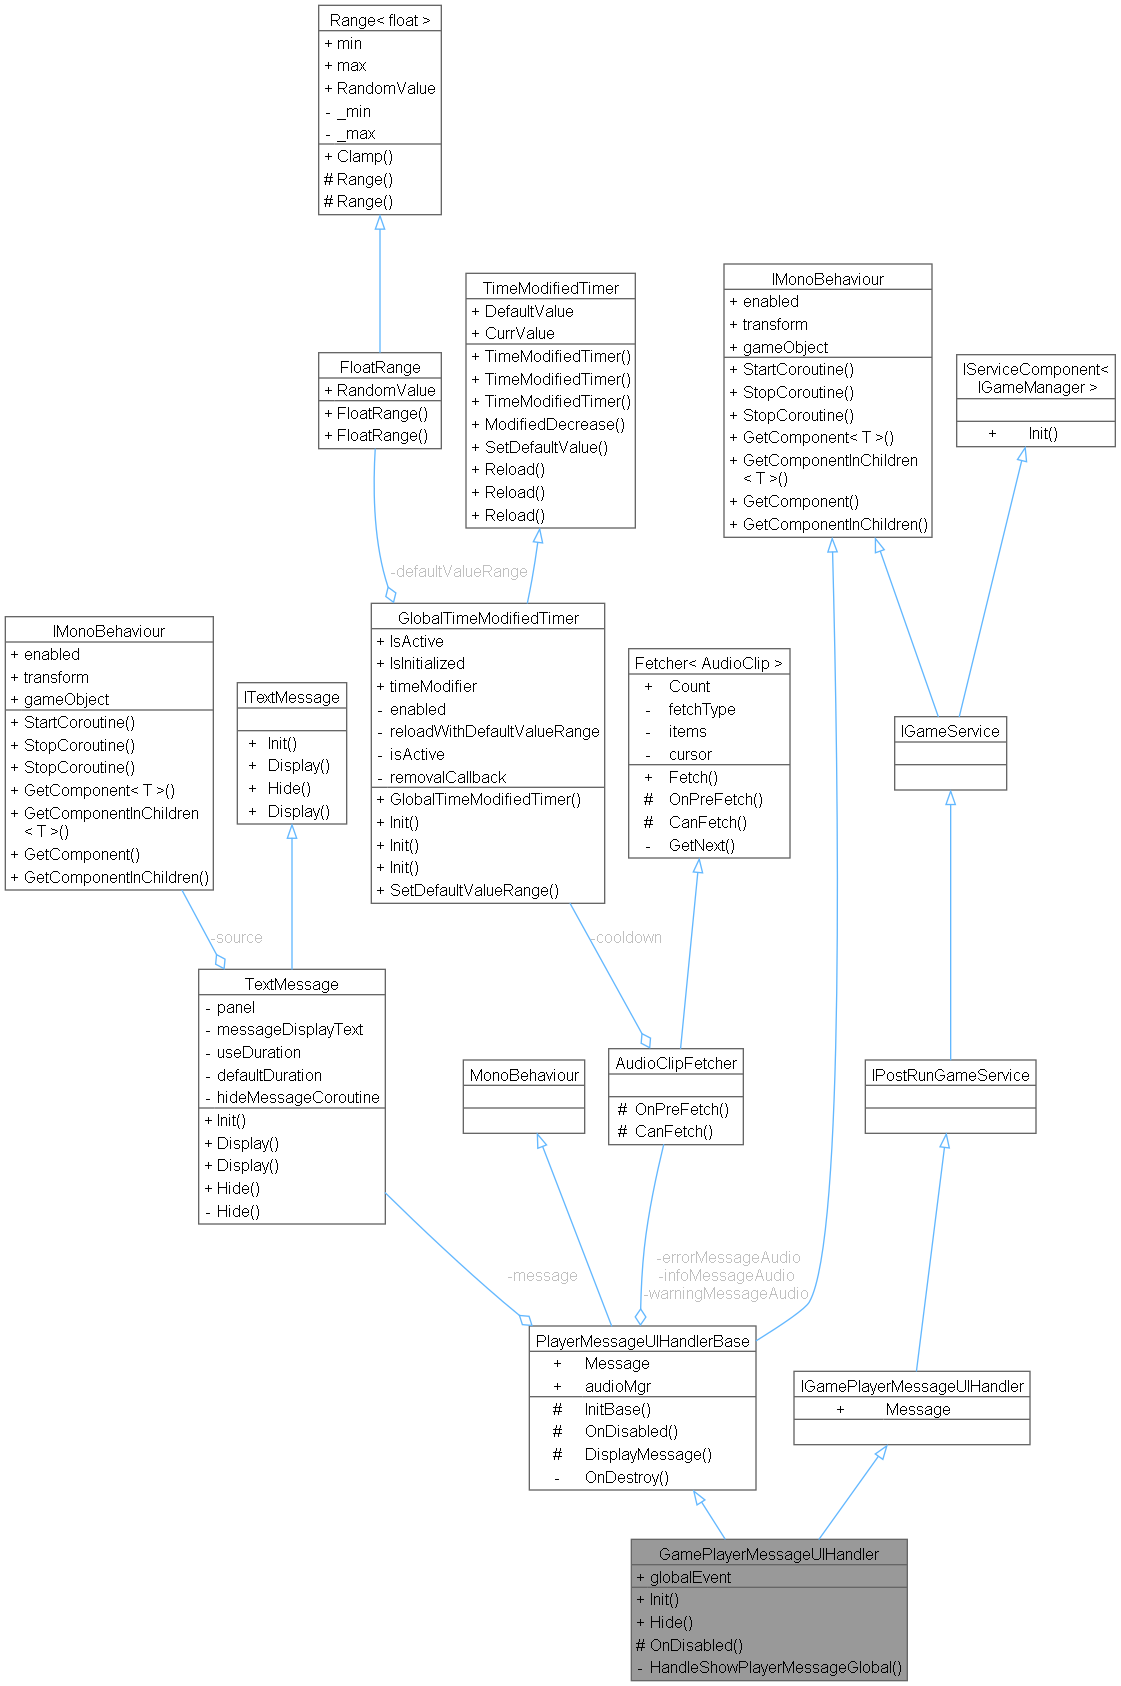 Range< float >
+ min
+ max
+ RandomValue
- _min
- _max
+ Clamp()
# Range()
# Range()
FloatRange
+ RandomValue
+ FloatRange()
+ FloatRange()
TimeModifiedTimer
+ DefaultValue
+ CurrValue
+ TimeModifiedTimer()
+ TimeModifiedTimer()
+ TimeModifiedTimer()
+ ModifiedDecrease()
+ SetDefaultValue()
+ Reload()
+ Reload()
+ Reload()
IMonoBehaviour
+ enabled
+ transform
+ gameObject
+ StartCoroutine()
+ StopCoroutine()
+ StopCoroutine()
+ GetComponent< T >()
+ GetComponentInChildren
< T >()
+ GetComponent()
+ GetComponentInChildren()
IServiceComponent<
IGameManager >
+ Init()
-defaultValueRange
GlobalTimeModifiedTimer
+ IsActive
+ IsInitialized
+ timeModifier
- enabled
- reloadWithDefaultValueRange
- isActive
- removalCallback
+ GlobalTimeModifiedTimer()
+ Init()
+ Init()
+ Init()
+ SetDefaultValueRange()
IMonoBehaviour
+ enabled
+ transform
+ gameObject
+ StartCoroutine()
+ StopCoroutine()
+ StopCoroutine()
+ GetComponent< T >()
+ GetComponentInChildren
< T >()
+ GetComponent()
+ GetComponentInChildren()
ITextMessage
+ Init()
+ Display()
+ Hide()
+ Display()
Fetcher< AudioClip >
+ Count
- fetchType
- items
- cursor
+ Fetch()
# OnPreFetch()
# CanFetch()
- GetNext()
IGameService
-source
-cooldown
TextMessage
- panel
- messageDisplayText
- useDuration
- defaultDuration
- hideMessageCoroutine
+ Init()
+ Display()
+ Display()
+ Hide()
- Hide()
MonoBehaviour
AudioClipFetcher
# OnPreFetch()
# CanFetch()
IPostRunGameService
-message
-errorMessageAudio
-infoMessageAudio
-warningMessageAudio
PlayerMessageUIHandlerBase
+ Message
+ audioMgr
# InitBase()
# OnDisabled()
# DisplayMessage()
- OnDestroy()
IGamePlayerMessageUIHandler
+ Message
GamePlayerMessageUIHandler
+ globalEvent
+ Init()
+ Hide()
# OnDisabled()
- HandleShowPlayerMessageGlobal()